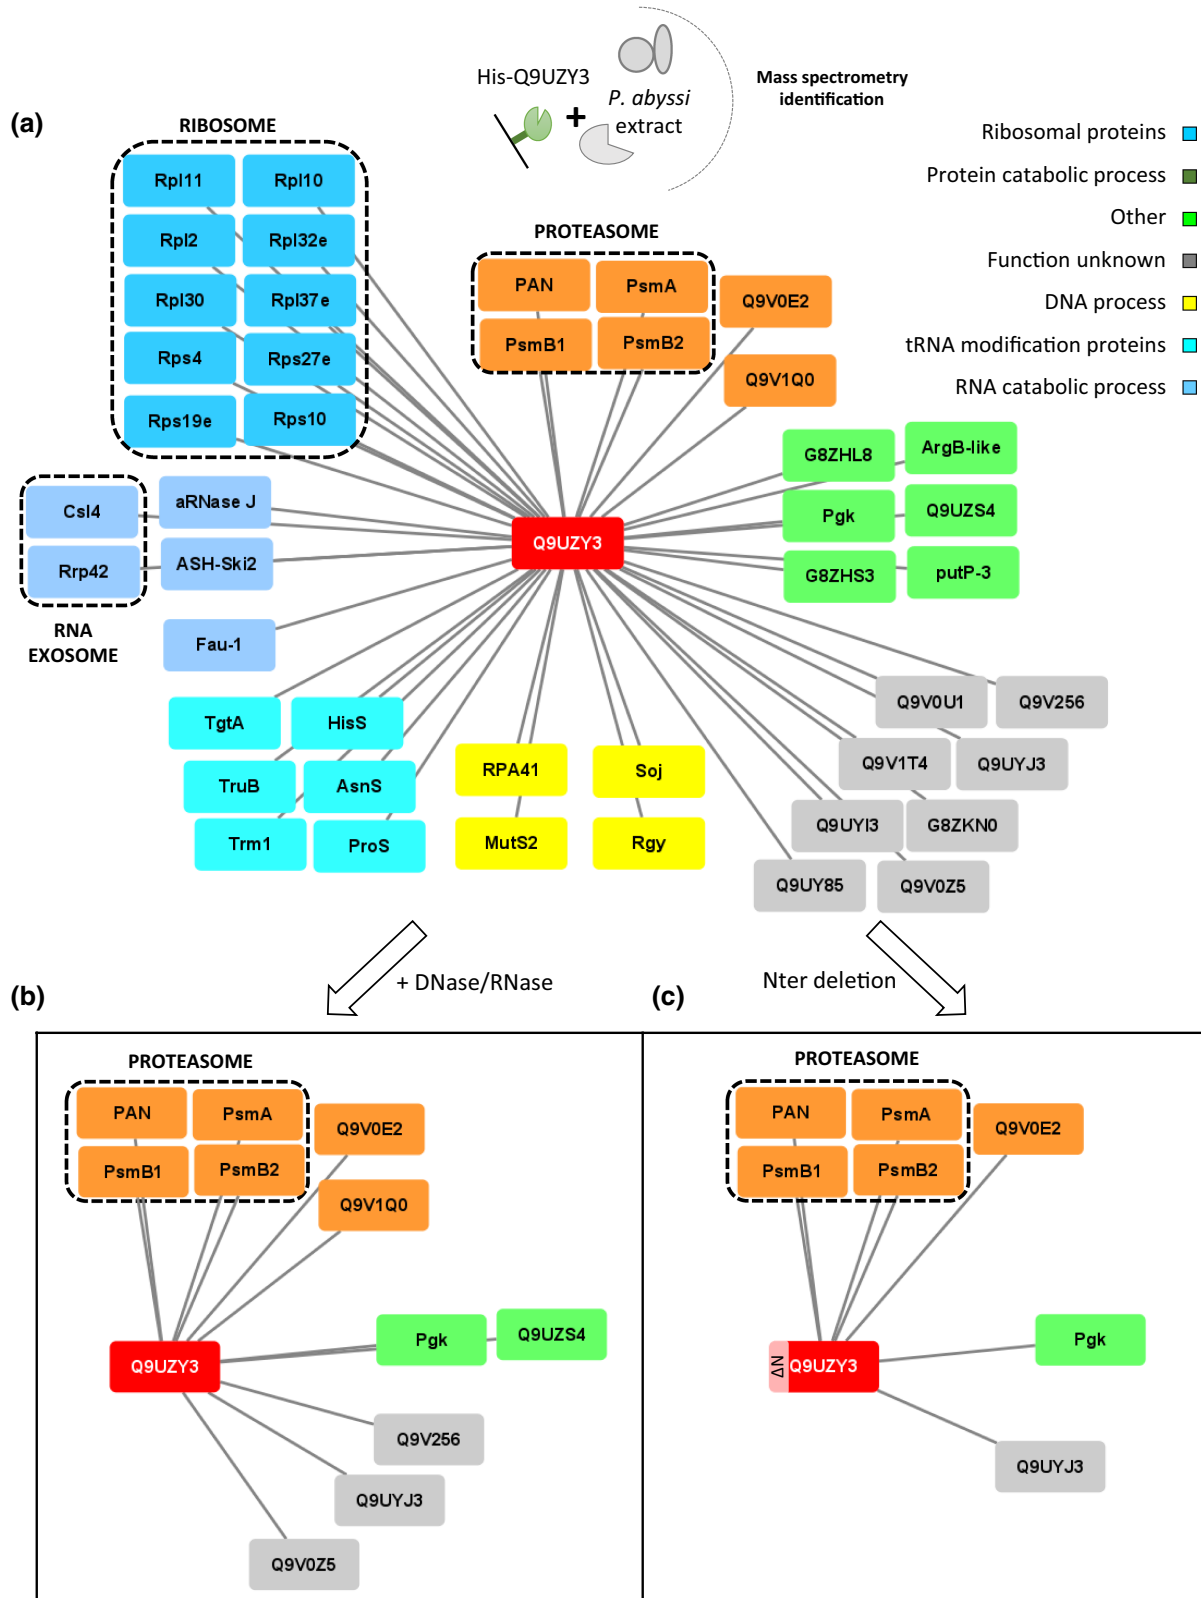 His-Q9UZY3
+
P. abyssi
extract
Mass spectrometry
identification
(a)
RIBOSOME
Rpl11
Rpl10
Rpl2
Rpl32e
Rpl30
Rpl37e
Rps4
Rps27e
Rps19e
Rps10
PROTEASOME
PAN
PsmA
PsmB1
PsmB2
Q9V0E2
Q9V1Q0
Ribosomal proteins
Protein catabolic process
Other
Function unknown
DNA process
tRNA modification proteins
RNA catabolic process
G8ZHL8
ArgB-like
Pgk
Q9UZS4
G8ZHS3
putP-3
Csl4
aRNase J
Rrp42
ASH-Ski2
RNA
EXOSOME
Fau-1
Q9UZY3
TgtA
HisS
TruB
AsnS
Trm1
ProS
RPA41
Soj
MutS2
Rgy
Q9V0U1
Q9V256
Q9V1T4
Q9UYJ3
Q9UYI3
G8ZKN0
Q9UY85
Q9V0Z5
+ DNase/RNase
Nter deletion
(b)
PROTEASOME
PAN
PsmA
PsmB1
PsmB2
Q9V0E2
Q9V1Q0
Pgk
Q9UZS4
Q9UZY3
Q9V256
Q9UYJ3
Q9V0Z5
(c)
PROTEASOME
PAN
PsmA
PsmB1
PsmB2
Q9V0E2
Pgk
ΔN
Q9UZY3
Q9UYJ3